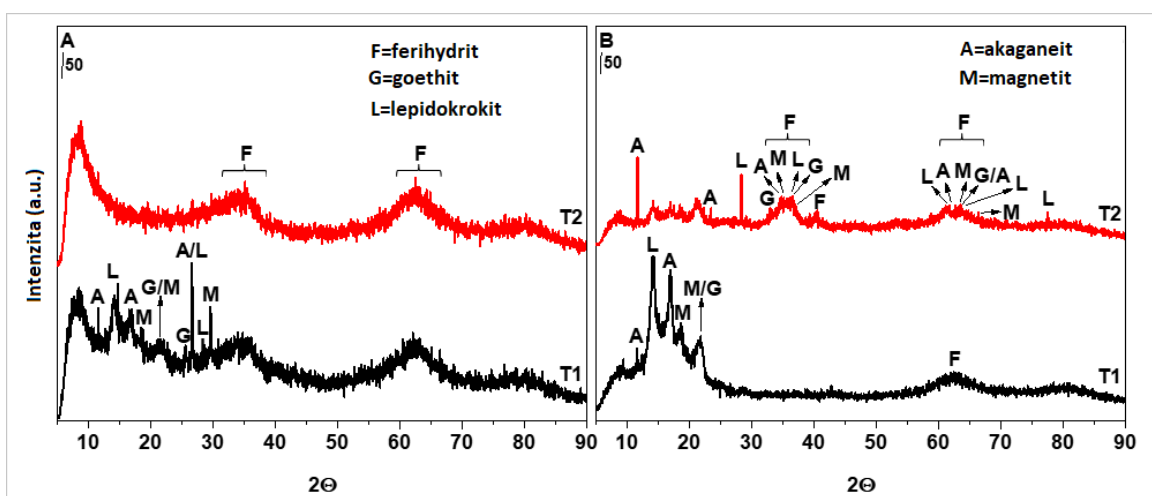 A
50
F=ferihydrit
G=goethit
L=lepidokrokit
F
F
T2
A/L
G/M
L
A
A
M
M
G
L
T1
10 20 30 40 50 60 70 80 90
2Θ
Intenzita (a.u.)
B
50
A=akaganeit
M=magnetit
F
F
A
L
M L
A G
M
A
G
F
A M G/A
L L
M
L
T2
L
A
M/G
M
A
F
T1
10 20 30 40 50 60 70 80 90
2Θ